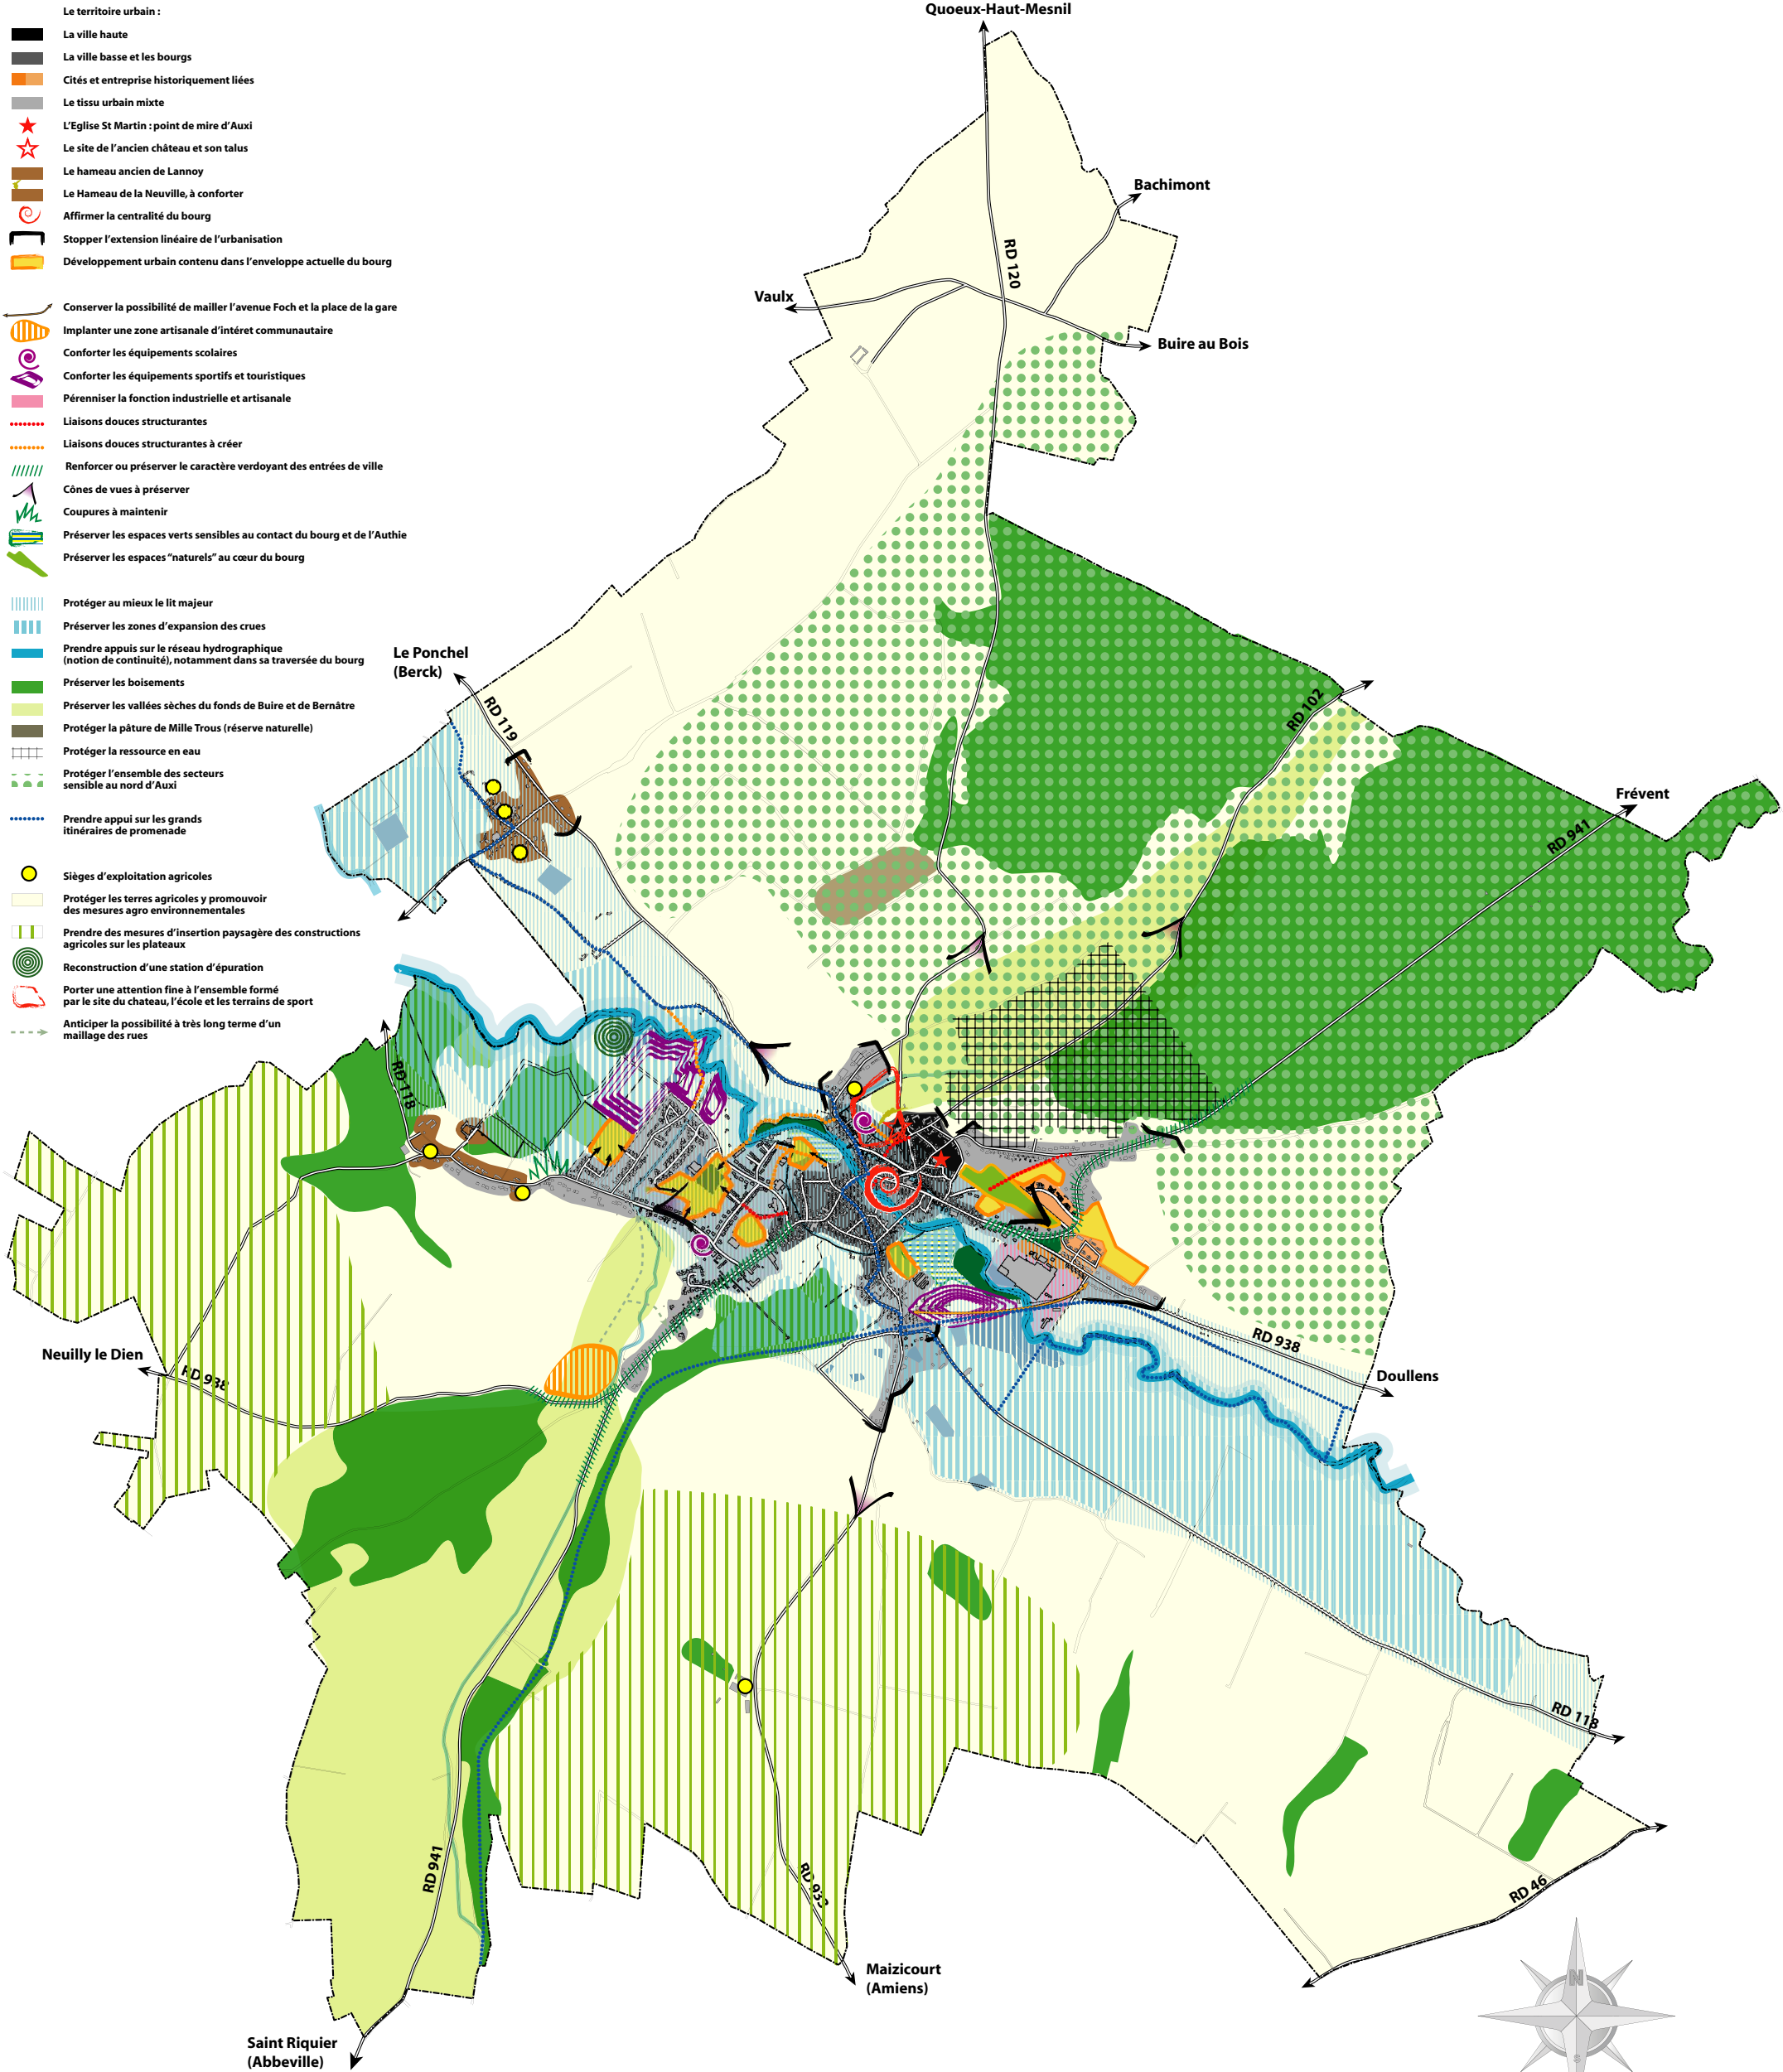 Le territoire urbain :
La ville haute
La ville basse et les bourgs
Cités et entreprise historiquement liées
Le tissu urbain mixte
L’Eglise St Martin : point de mire d’Auxi
Le site de l’ancien château et son talus
Le hameau ancien de Lannoy
Le Hameau de la Neuville, à conforter
Affirmer la centralité du bourg
Stopper l’extension linéaire de l’urbanisation
Développement urbain contenu dans l’enveloppe actuelle du bourg
Conserver la possibilité de mailler l’avenue Foch et la place de la gare
Implanter une zone artisanale d’intéret communautaire
Conforter les équipements scolaires
Conforter les équipements sportifs et touristiques
Pérenniser la fonction industrielle et artisanale
Liaisons douces structurantes
Liaisons douces structurantes à créer
Renforcer ou préserver le caractère verdoyant des entrées de ville
Cônes de vues à préserver
Coupures à maintenir
Préserver les espaces verts sensibles au contact du bourg et de l’Authie
Préserver les espaces “naturels” au cœur du bourg
Protéger au mieux le lit majeur
Préserver les zones d’expansion des crues
Prendre appuis sur le réseau hydrographique
(notion de continuité), notamment dans sa traversée du bourg
Préserver les boisements
Préserver les vallées sèches du fonds de Buire et de Bernâtre
Protéger la pâture de Mille Trous (réserve naturelle)
Protéger la ressource en eau
Protéger l’ensemble des secteurs
sensible au nord d’Auxi
Prendre appui sur les grands
itinéraires de promenade
Sièges d’exploitation agricoles
Protéger les terres agricoles y promouvoir
des mesures agro environnementales
Prendre des mesures d’insertion paysagère des constructions
agricoles sur les plateaux
Reconstruction d’une station d’épuration
Porter une attention fine à l’ensemble formé
par le site du chateau, l’école et les terrains de sport
Anticiper la possibilité à très long terme d’un
maillage des rues
Quoeux-Haut-Mesnil
Bachimont
RD 120
Vaulx
Buire au Bois
Le Ponchel
(Berck)
RD 119
RD 102
Frévent
RD 941
RD 118
RD 938
Doullens
Neuilly le Dien
RD 938
RD 118
RD 941
RD 933
RD 46
Maizicourt
(Amiens)
Saint Riquier
(Abbeville)
N
S